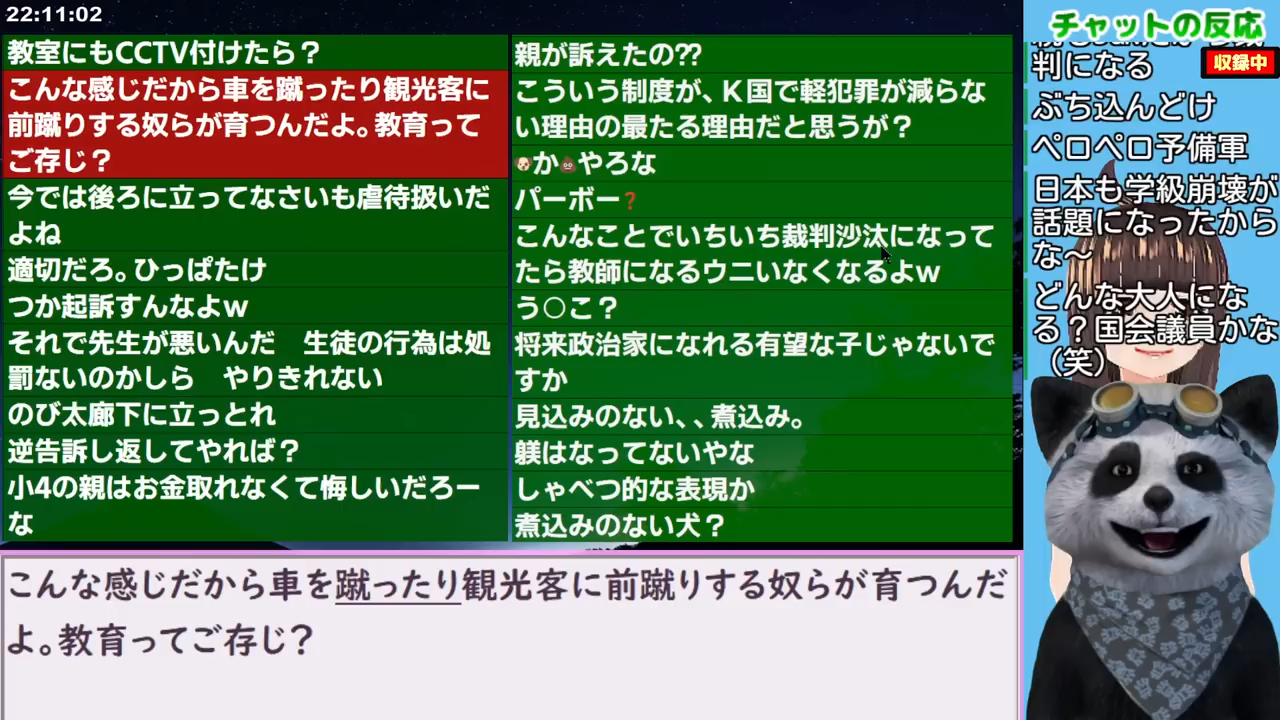 22:11:02
教室にもCCTV付けたら？
こんな感じだから車を蹴ったり観光客に
前蹴りする奴らが育つんだよ。教育って
ご存じ？
今では後ろに立ってなさいも虐待扱いだ
よね
適切だろ。ひっぱたけ
つか起訴すんなよw
それで先生が悪いんだ　生徒の行為は処
罰ないのかしら　やりきれない
のび太廊下に立っとれ
逆告訴し返してやれば？
小4の親はお金取れなくて悔しいだろー
な
親が訴えたの⁇
こういう制度が、K国で軽犯罪が減らな
い理由の最たる理由だと思うが？
🐶か💩やろな
パーボー❓
こんなことでいちいち裁判沙汰になって
たら教師になるウニいなくなるよw
う○こ？
将来政治家になれる有望な子じゃないで
すか
見込みのない、、煮込み。
躾はなってないやな
しゃべつ的な表現か
煮込みのない犬？
チャットの反応
収録中
判になる
ぶち込んどけ
ペロペロ予備軍
日本も学級崩壊が
話題になったから
な～
どんな大人にな
る？国会議員かな
（笑）
こんな感じだから車を蹴ったり観光客に前蹴りする奴らが育つんだ
よ。教育ってご存じ？